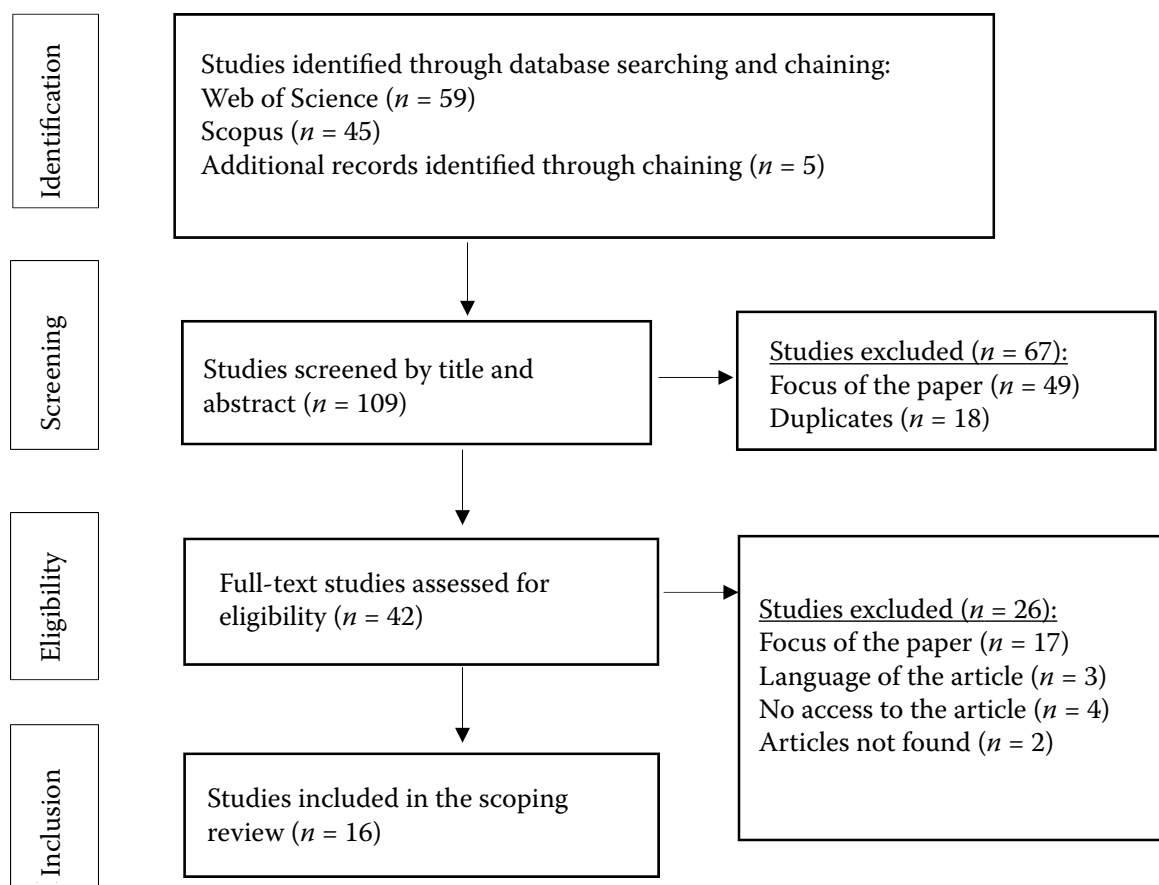 Identification
Studies identified through database searching and chaining:
Web of Science (n = 59)
Scopus (n = 45)
Additional records identified through chaining (n = 5)
Screening
Studies screened by title and
abstract (n = 109)
Studies excluded (n = 67):
Focus of the paper (n = 49)
Duplicates (n = 18)
Eligibility
Full-text studies assessed for
eligibility (n = 42)
Studies excluded (n = 26):
Focus of the paper (n = 17)
Language of the article (n = 3)
No access to the article (n = 4)
Articles not found (n = 2)
Inclusion
Studies included in the scoping
review (n = 16)